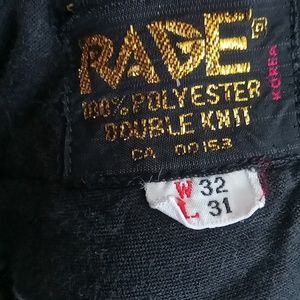 RAGE
100% POLYESTER
DOUBLE KNIT
CA 00153
KOREA
W 32
L 31